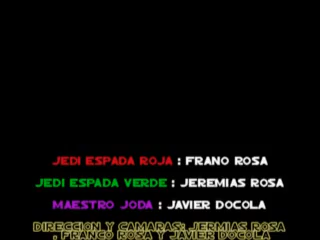 JEDI ESPADA ROJA : FRANO ROSA
JEDI ESPADA VERDE : JEREMIAS ROSA
MAESTRO JODA : JAVIER DOCOLA
DIRECCION Y CAMARAS: JERMIAS ROSA
, FRANCO ROSA Y JAVIER DOCOLA